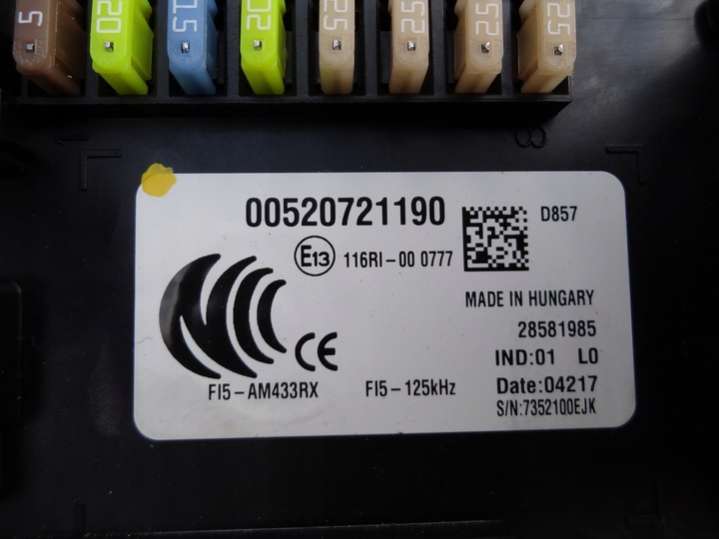 5 20 15 20 25 25 25 25
8
00520721190
D857
E13 116RI-00 0777
MADE IN HUNGARY
28581985
CE
IND:01 L0
FI5-AM433RX FI5-125kHz Date:04217
S/N:7352100EJK